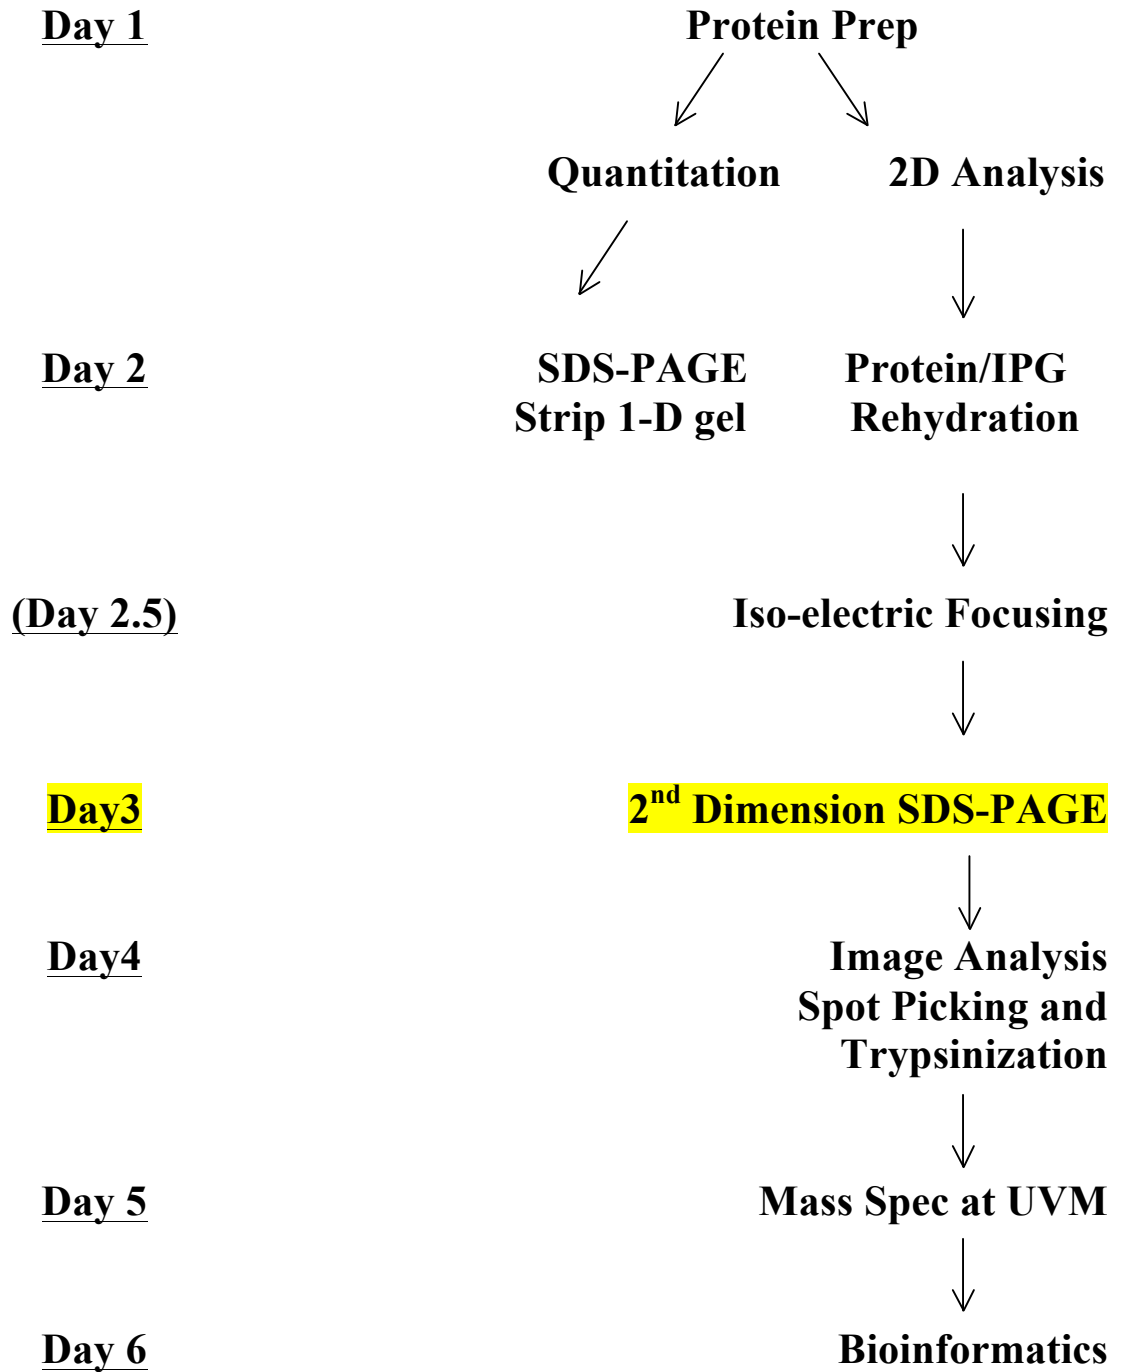 Day 1 Protein Prep
Quantitation 2D Analysis
Day 2 SDS-PAGE Protein/IPG
Strip 1-D gel Rehydration
(Day 2.5) Iso-electric Focusing
Day3 2nd Dimension SDS-PAGE
Day4 Image Analysis
Spot Picking and
Trypsinization
Day 5 Mass Spec at UVM
Day 6 Bioinformatics